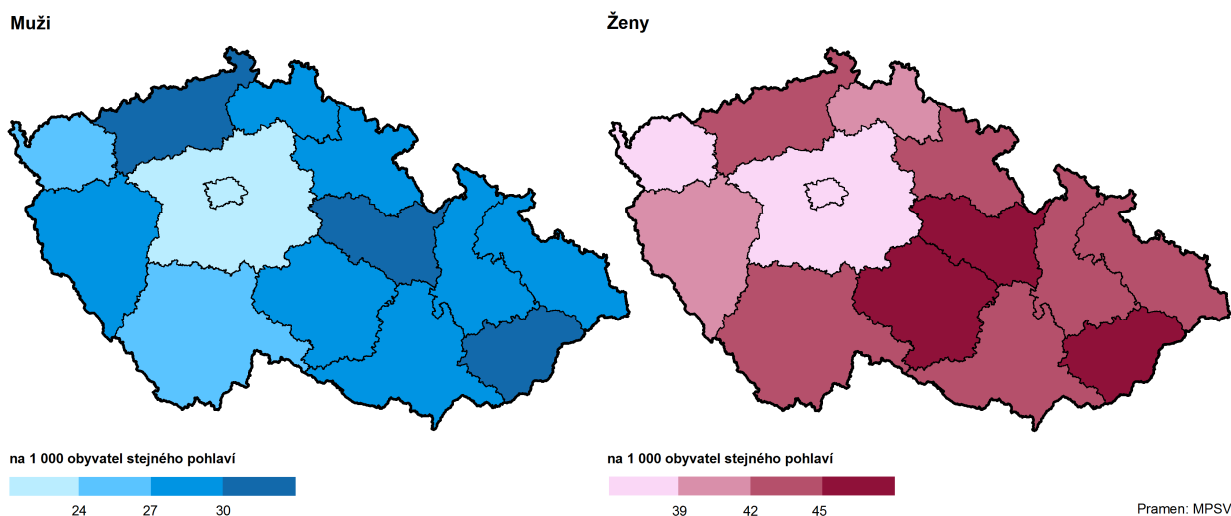 Muži
Ženy
na 1 000 obyvatel stejného pohlaví
24 27 30
na 1 000 obyvatel stejného pohlaví
39 42 45
Pramen: MPSV